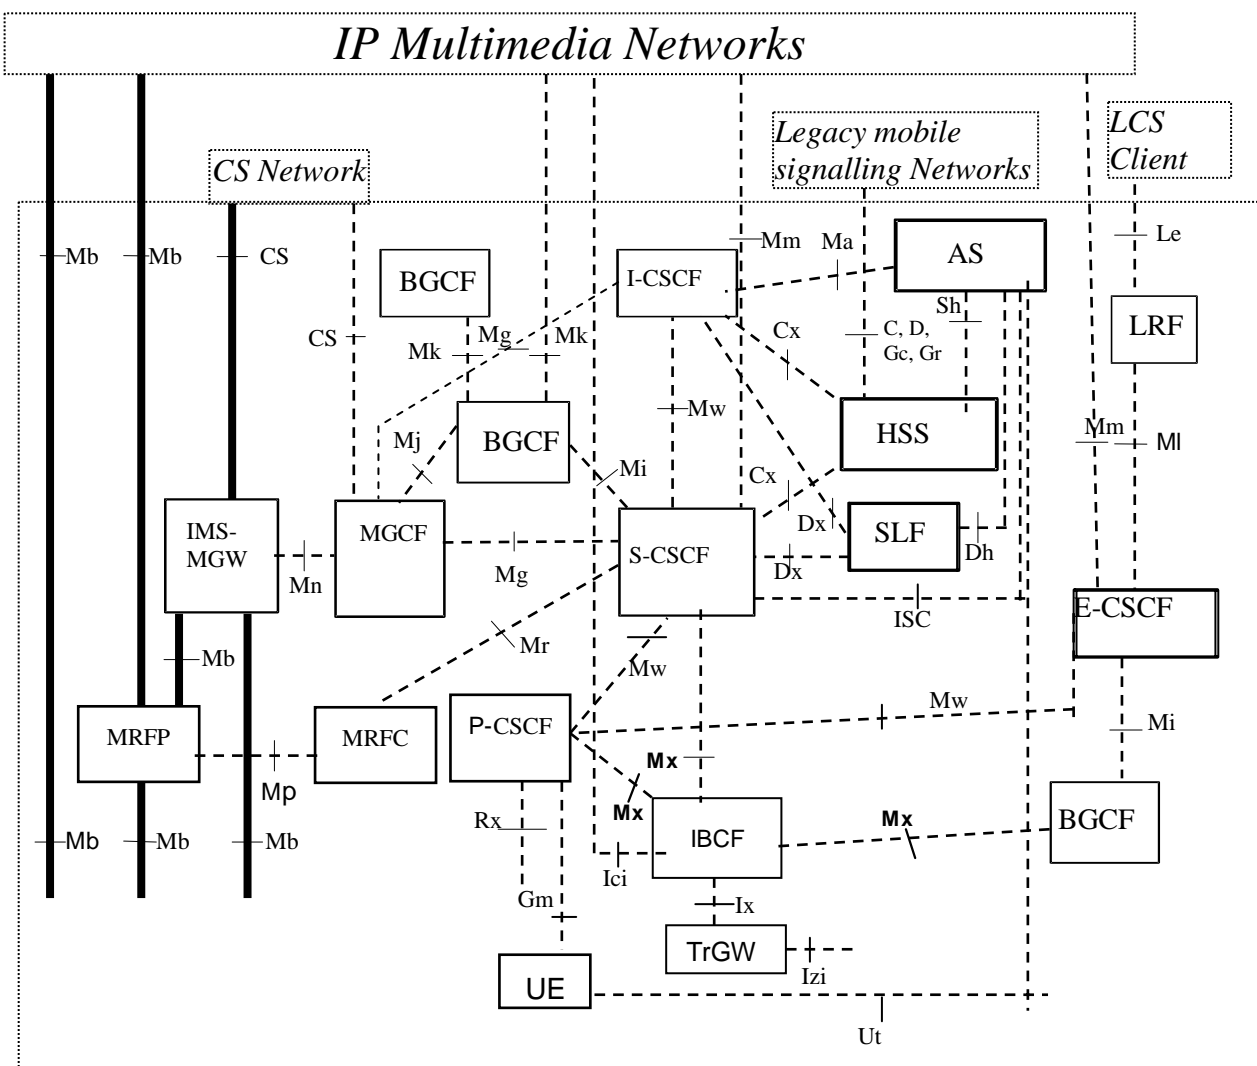 IP Multimedia Networks
Legacy mobile
signalling Networks
LCS
Client
CS Network
Mb
Mb
CS
Mm
Ma
AS
Le
BGCF
I-CSCF
Sh
LRF
CS
Mk
Mg
Mk
Cx
C, D,
Gc, Gr
Mw
BGCF
HSS
Mj
Mi
Cx
Mm
Ml
IMS-
MGW
MGCF
S-CSCF
Dx
SLF
Mn
Mg
Dx
Dh
ISC
E-CSCF
Mb
Mr
Mw
Mw
MRFP
MRFC
P-CSCF
Mi
Mp
Mx
Mx
Rx
Mx
BGCF
Mb
Mb
Mb
IBCF
Ici
Gm
Ix
TrGW
Izi
UE
Ut